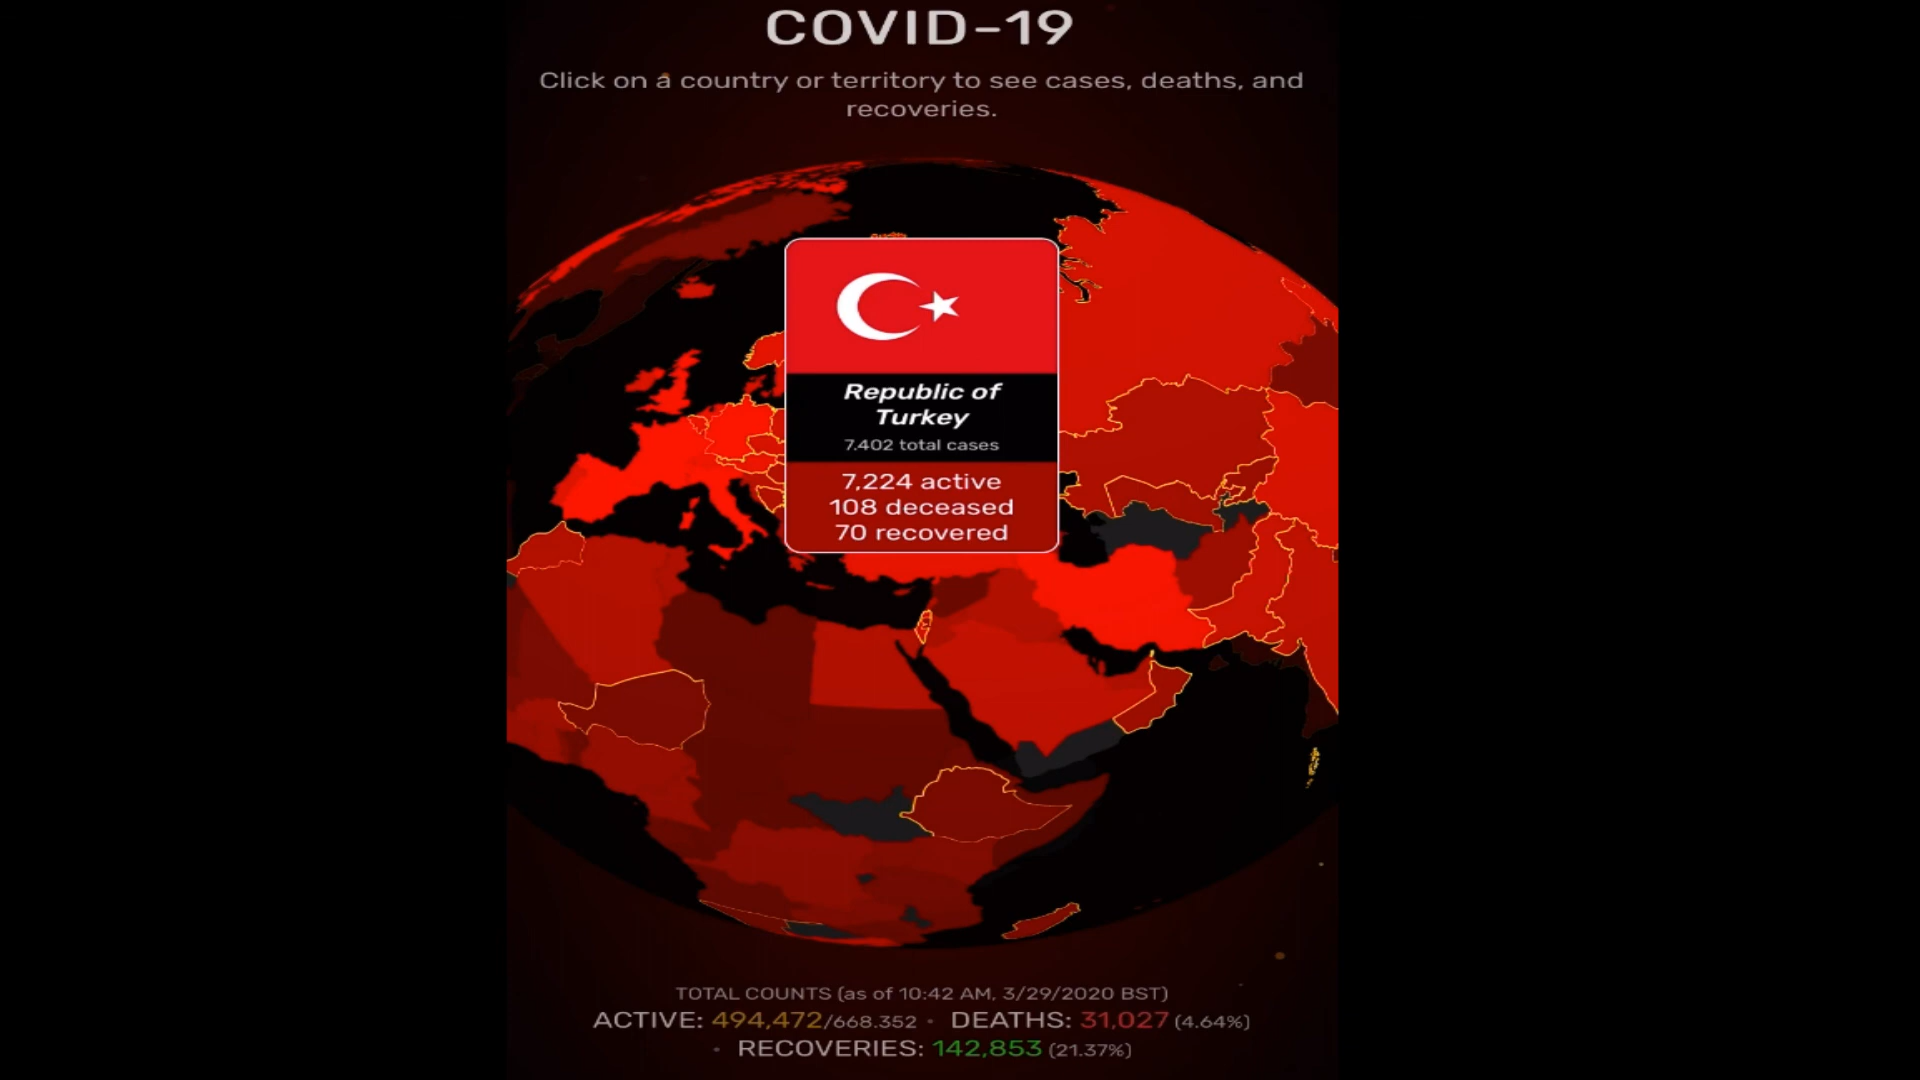 COVID-19
Click on a country or territory to see cases, deaths, and
recoveries.
Republic of
Turkey
7.402 total cases
7,224 active
108 deceased
70 recovered
TOTAL COUNTS (as of 10:42 AM, 3/29/2020 BST)
ACTIVE: 494,472/668.352 • DEATHS: 31,027 (4.64%)
• RECOVERIES: 142,853 (21.37%)